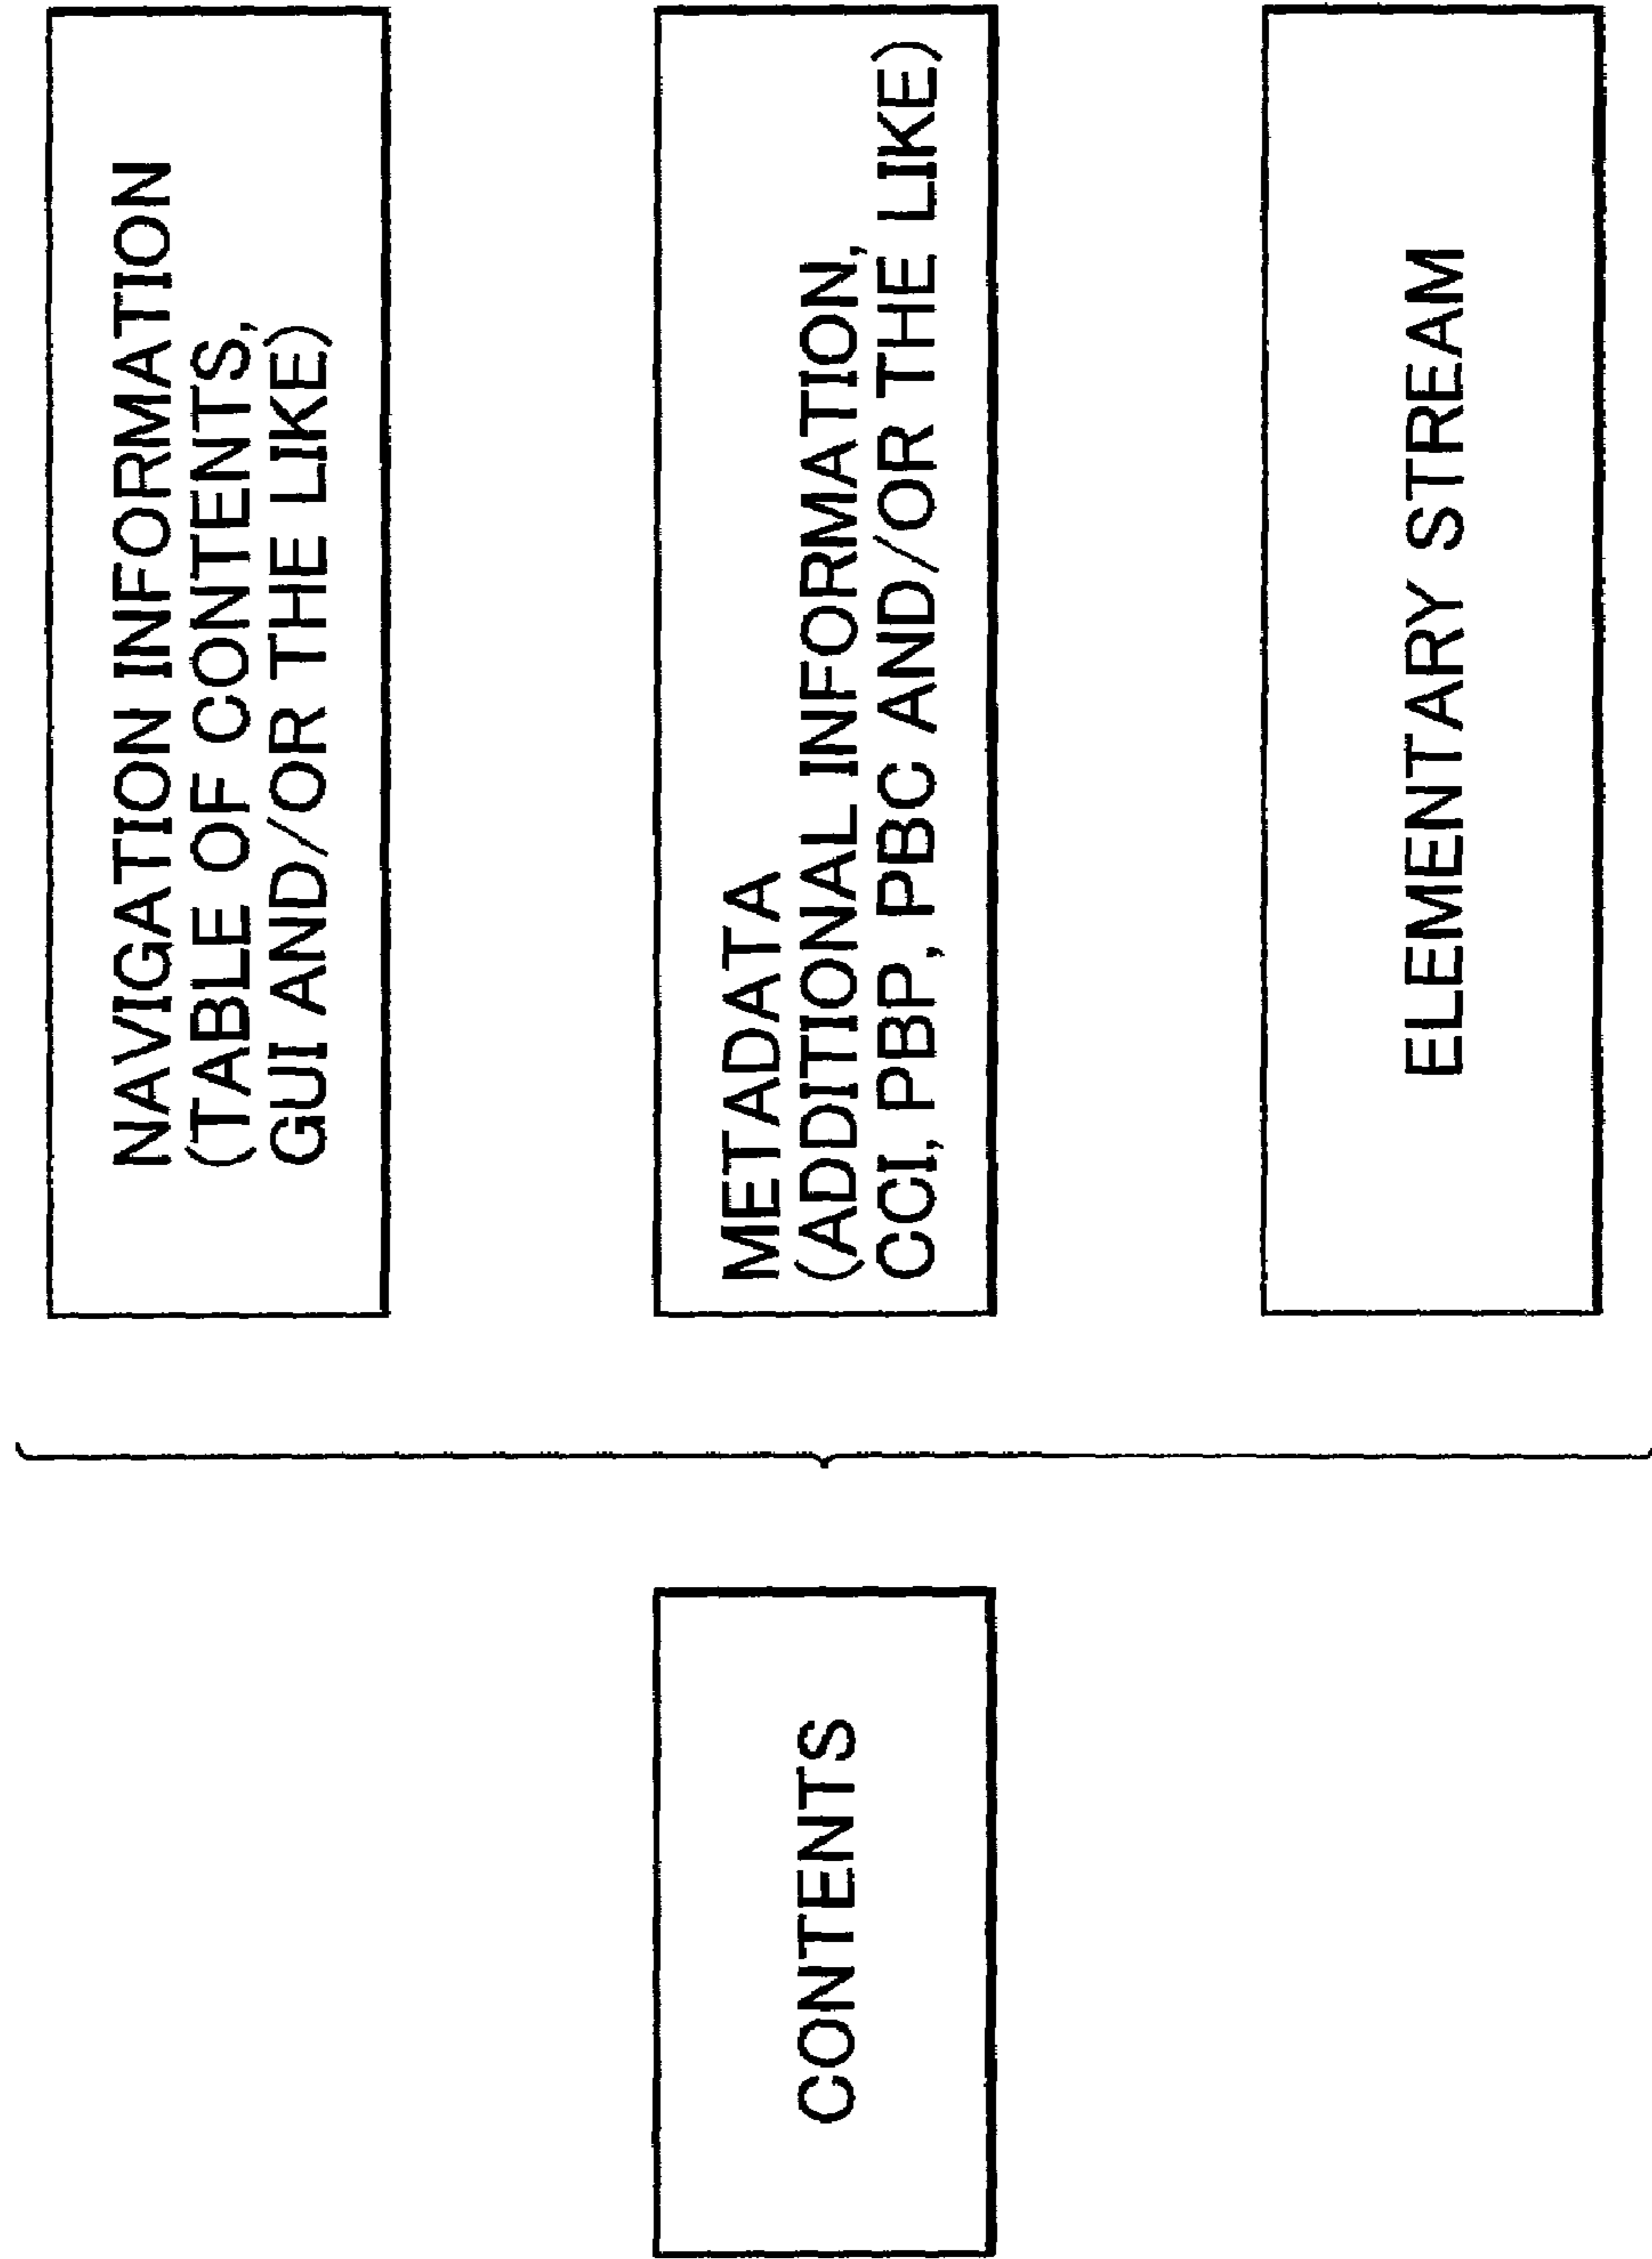 CONTENTS
NAVIGATION INFORMATION
(TABLE OF CONTENTS,
GUI AND/OR THE LIKE)
METADATA
(ADDITIONAL INFORMATION,
CCI, PBP, PBC AND/OR THE LIKE)
ELEMENTARY STREAM